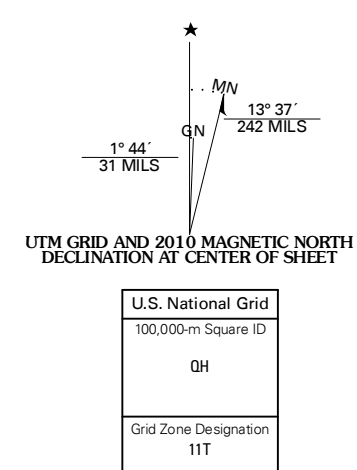 ★
MN
GN
13° 37´
242 MILS
1° 44´
31 MILS
UTM GRID AND 2010 MAGNETIC NORTH
DECLINATION AT CENTER OF SHEET
U.S. National Grid
100,000-m Square ID
QH
Grid Zone Designation
11T